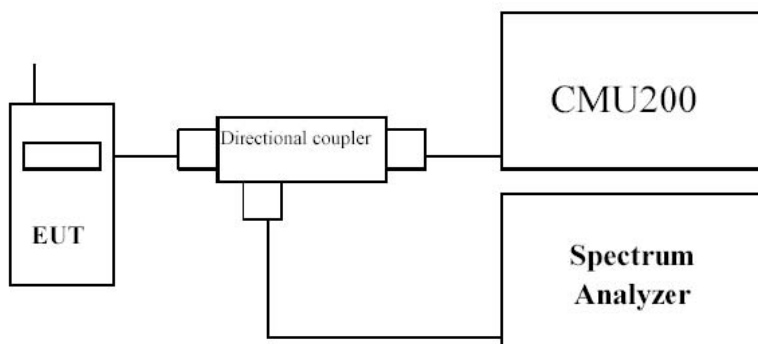 CMU200
Directional coupler
EUT
Spectrum
Analyzer